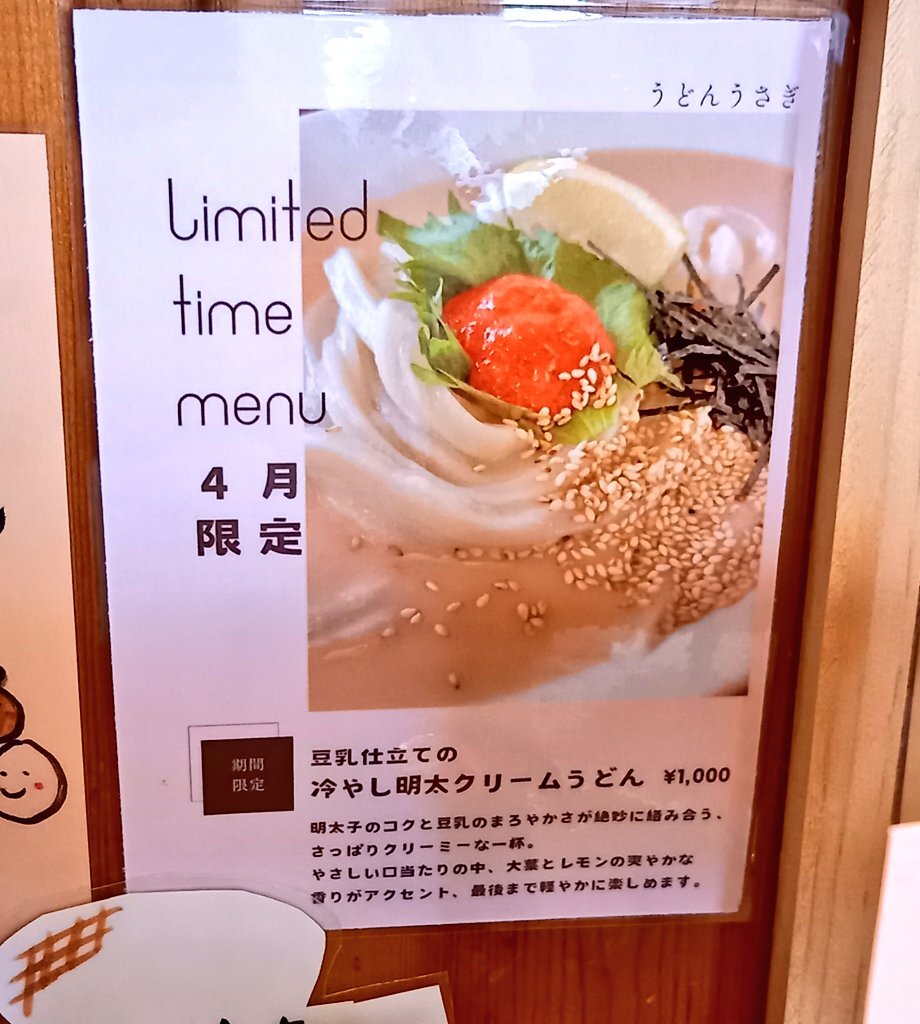 うどんうさぎ
Limited
time
menu
4月
限定
期間
限定
豆乳仕立ての
冷やし明太クリームうどん ¥1,000
明太子のコクと豆乳のまろやかさが絶妙に絡み合う、
さっぱりクリーミーな一杯。
やさしい口当たりの中、大葉とレモンの爽やかな
香りがアクセント、最後まで軽やかに楽しめます。